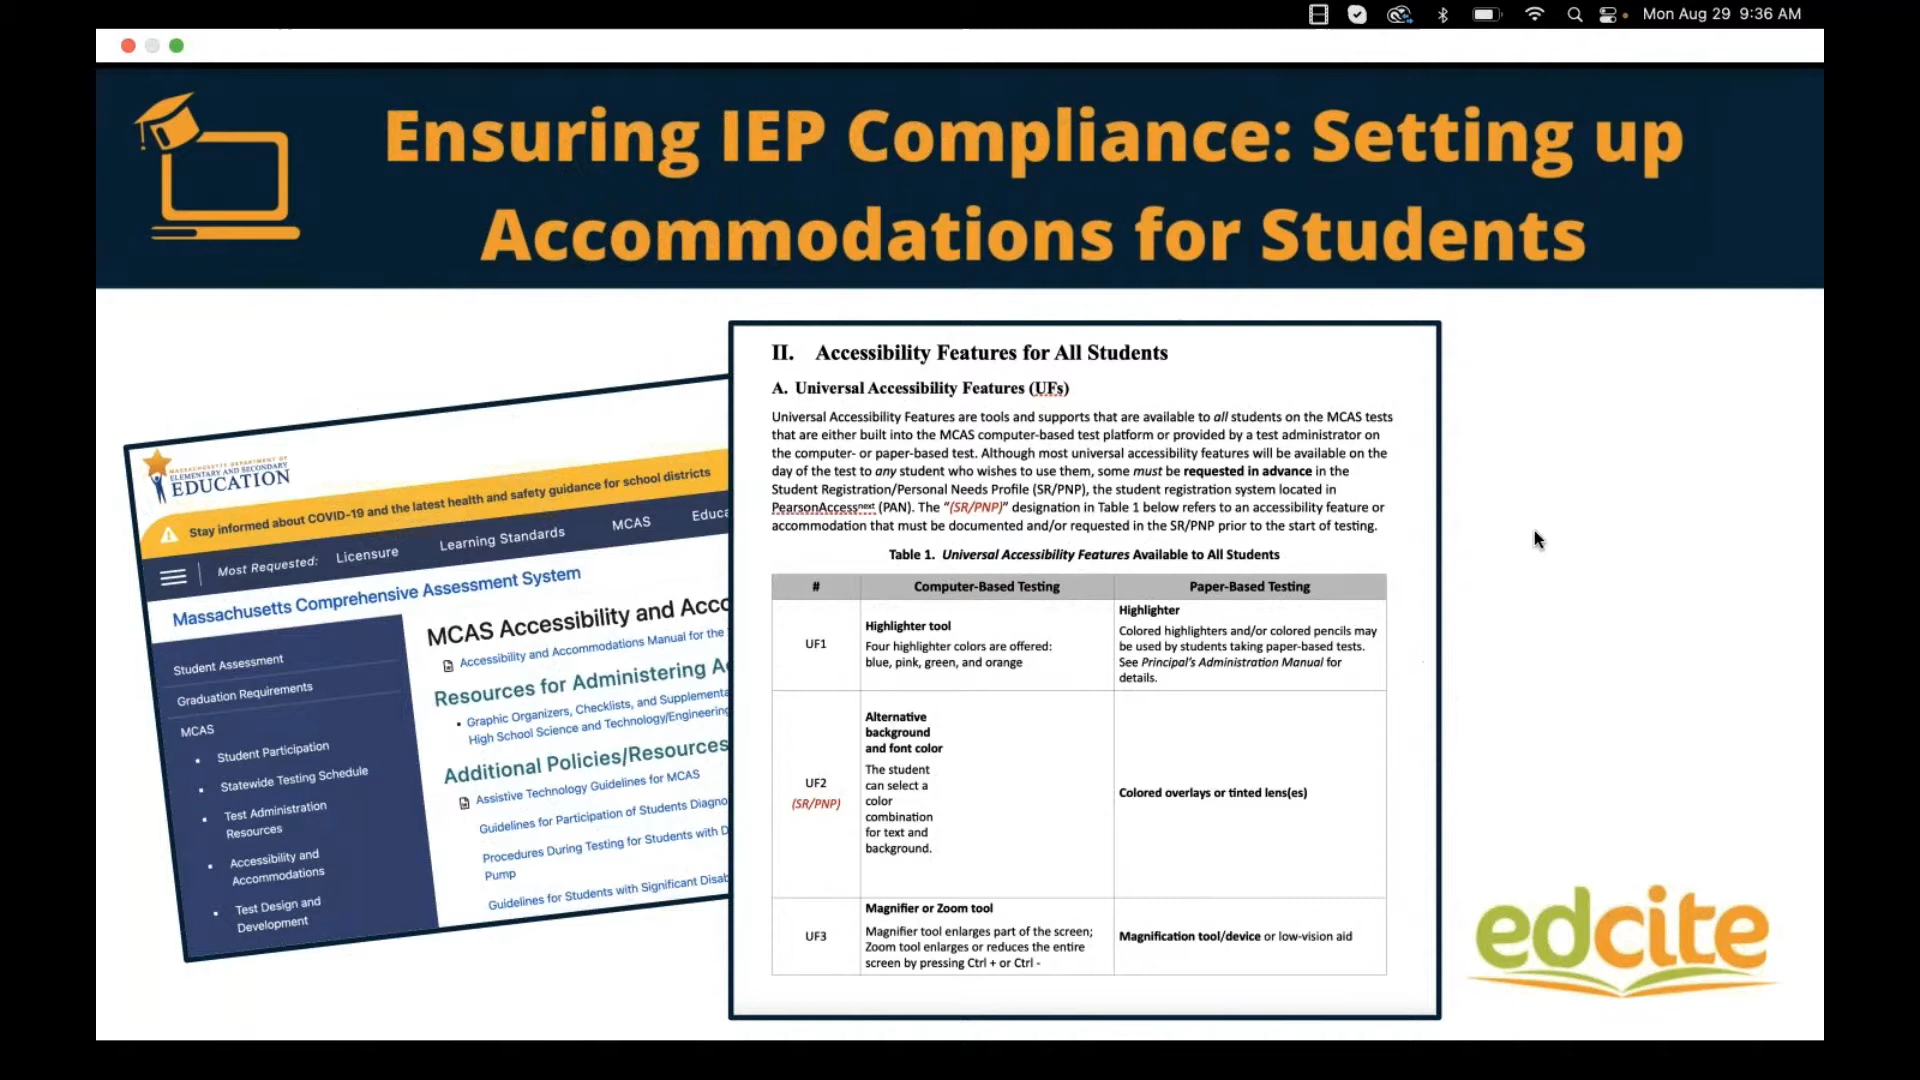 Mon Aug 29 9:36 AM
Ensuring IEP Compliance: Setting up
Accommodations for Students
MASSACHUSETTS DEPARTMENT OF
ELEMENTARY AND SECONDARY
EDUCATION
Stay informed about COVID-19 and the latest health and safety guidance for school districts
Most Requested: Licensure Learning Standards MCAS
Massachusetts Comprehensive Assessment System
Student Assessment
Graduation Requirements
MCAS
Student Participation
Statewide Testing Schedule
Test Administration
Resources
Accessibility and
Accommodations
Test Design and
Development
MCAS Accessibility and
Accessibility and Accommodations Manual for the
Resources for Administering
Graphic Organizers, Checklists, and
High School Science and Technology/Engineering
Additional Policies/Resources
Assistive Technology Guidelines for MCAS
Guidelines for Participation of Students
Procedures During Testing for Students with
Pump
Guidelines for Students with Significant
II. Accessibility Features for All Students
A. Universal Accessibility Features (UFs)
Universal Accessibility Features are tools and supports that are available to all students on the MCAS tests
that are either built into the MCAS computer-based test platform or provided by a test administrator on
the computer- or paper-based test. Although most universal accessibility features will be available on the
day of the test to any student who wishes to use them, some must be requested in advance in the
Student Registration/Personal Needs Profile (SR/PNP), the student registration system located in
PearsonAccessnext (PAN). The "(SR/PNP)" designation in Table 1 below refers to an accessibility feature or
accommodation that must be documented and/or requested in the SR/PNP prior to the start of testing.
Table 1. Universal Accessibility Features Available to All Students
# Computer-Based Testing Paper-Based Testing
UF1
Highlighter tool
Four highlighter colors are offered:
blue, pink, green, and orange
Highlighter
Colored highlighters and/or colored pencils may
be used by students taking paper-based tests.
See Principal's Administration Manual for
details.
UF2
(SR/PNP)
Alternative
background
and font color
The student
can select a
color
combination
for text and
background.
Colored overlays or tinted lens(es)
UF3
Magnifier or Zoom tool
Magnifier tool enlarges part of the screen;
Zoom tool enlarges or reduces the entire
screen by pressing Ctrl + or Ctrl -
Magnification tool/device or low-vision aid
edcite